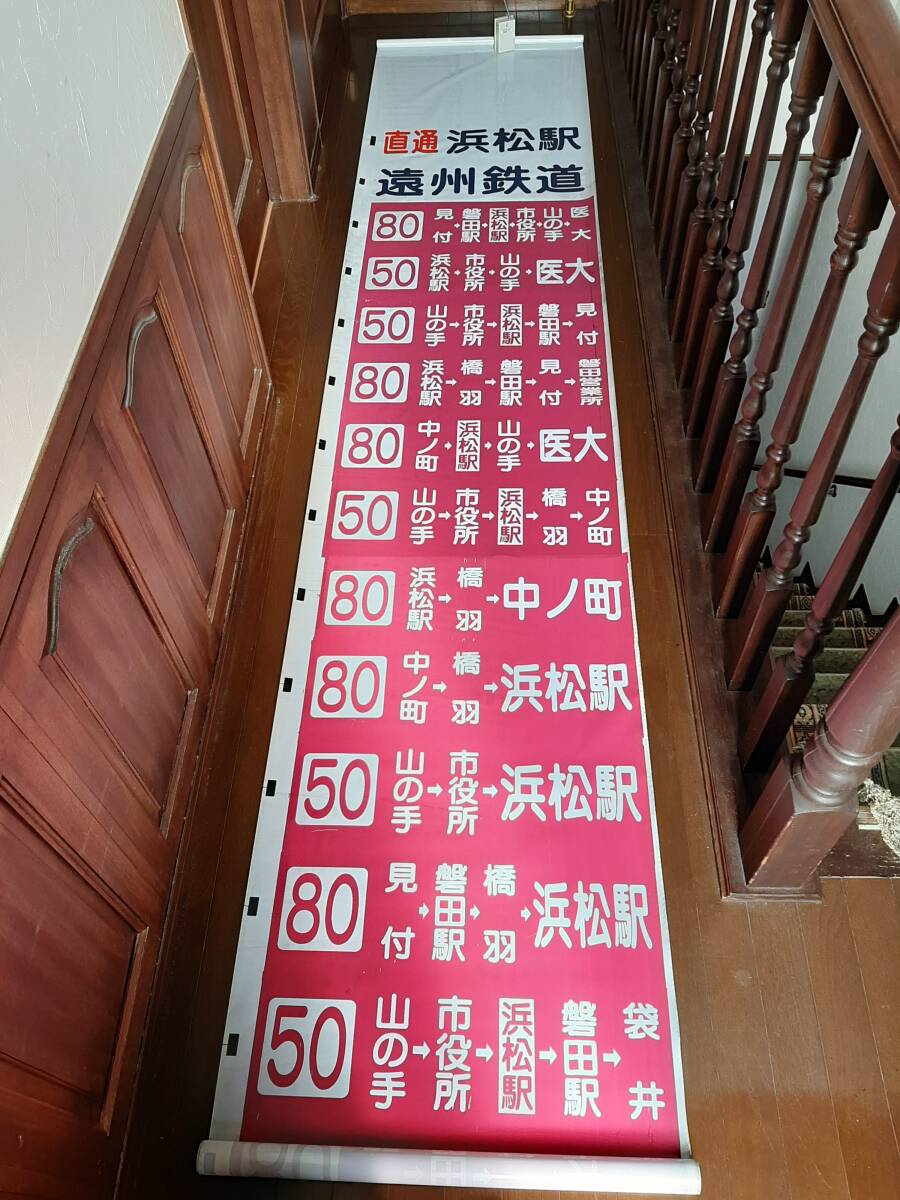 直通 浜松駅
遠州鉄道
80 見付→磐田駅→浜松駅→市役所→山の手→医大
50 浜松駅→市役所→山の手→医大
50 山の手→市役所→浜松駅→磐田駅→見付
80 浜松駅→橋羽→磐田駅→見付→磐田営業所
80 中ノ町→浜松駅→山の手→医大
50 山の手→市役所→浜松駅→橋羽→中ノ町
80 浜松駅→橋羽→中ノ町
80 中ノ町→橋羽→浜松駅
50 山の手→市役所→浜松駅
80 見付→磐田駅→橋羽→浜松駅
50 山の手→市役所→浜松駅→磐田駅→袋井